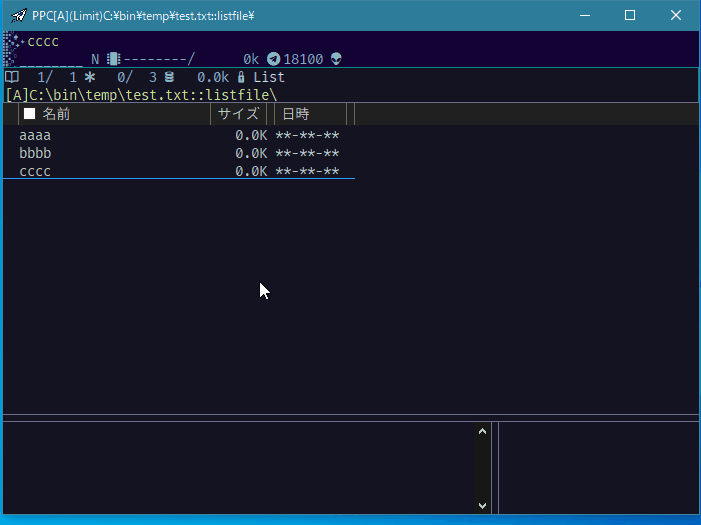 PPC[A](Limit)C:¥bin¥temp¥test.txt::listfile¥
cccc
________ N --------/ 0k 18100
1/ 1 0/ 3 0.0k List
[A]C:\bin\temp\test.txt::listfile\
名前 サイズ 日時
aaaa 0.0K **-**-**
bbbb 0.0K **-**-**
cccc 0.0K **-**-**